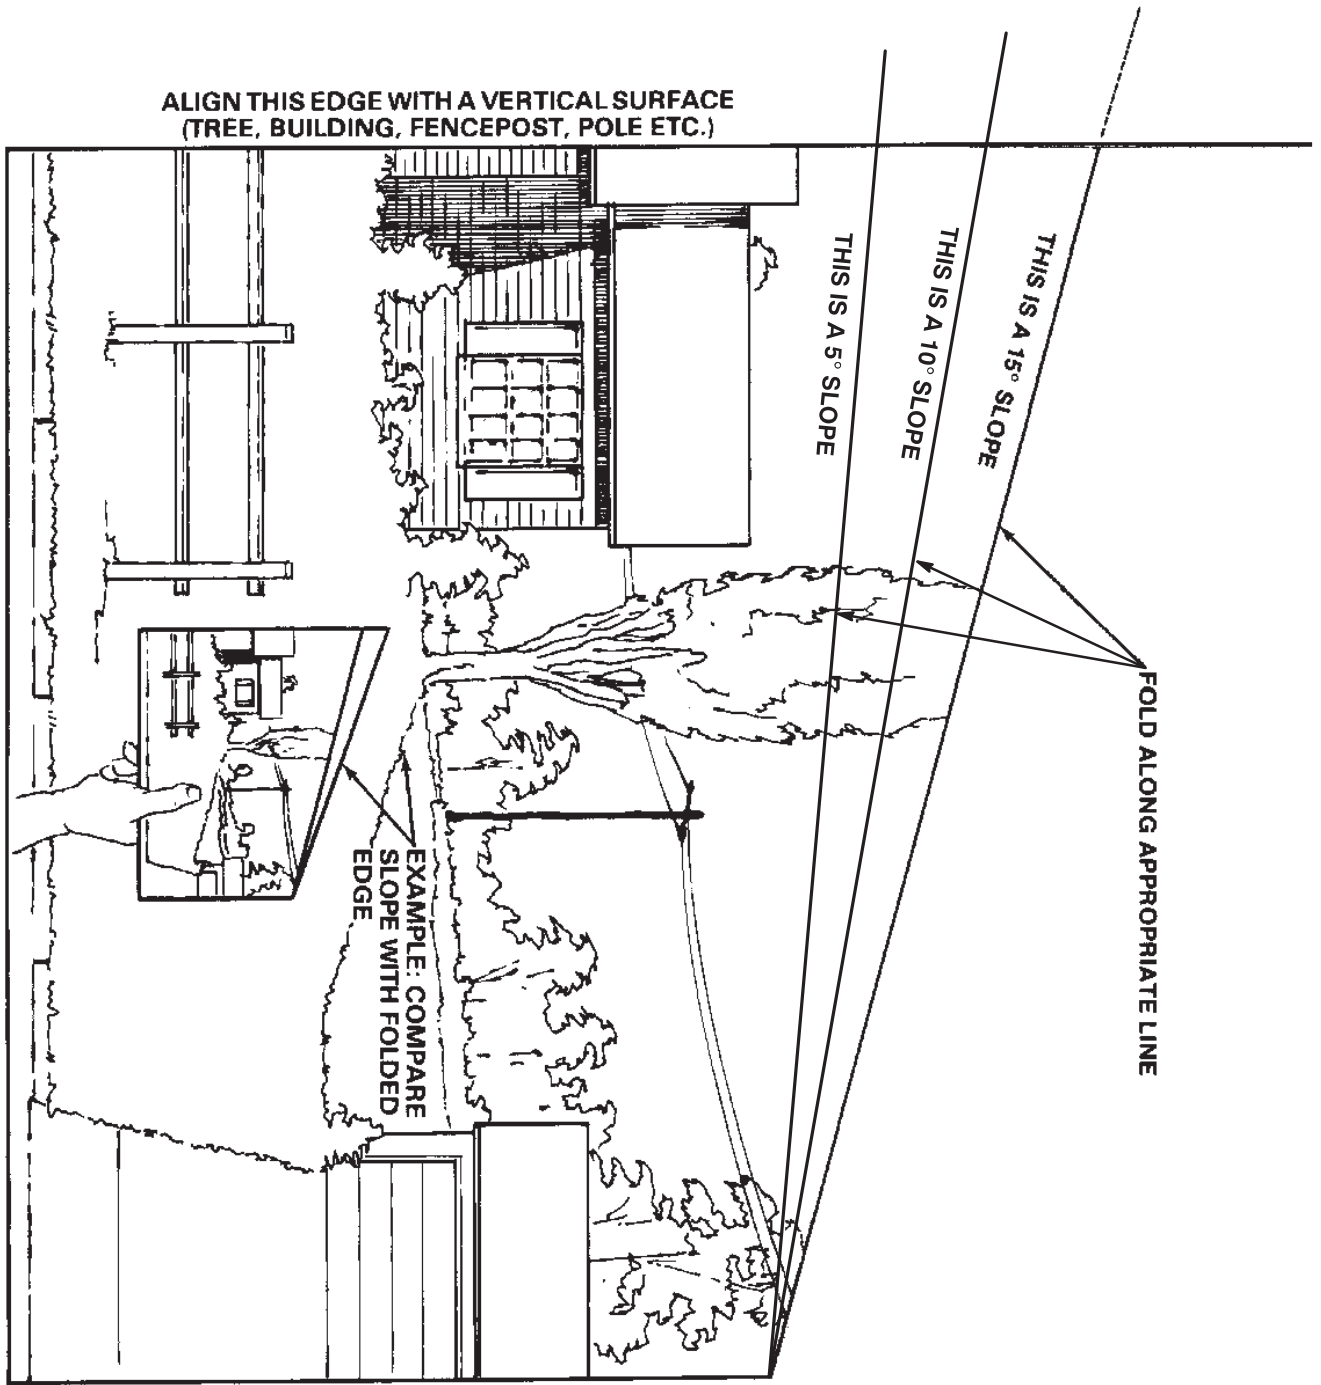 ALIGN THIS EDGE WITH A VERTICAL SURFACE
(TREE, BUILDING, FENCEPOST, POLE ETC.)
THIS IS A 5° SLOPE
THIS IS A 10° SLOPE
THIS IS A 15° SLOPE
FOLD ALONG APPROPRIATE LINE
EXAMPLE: COMPARE
SLOPE WITH FOLDED
EDGE